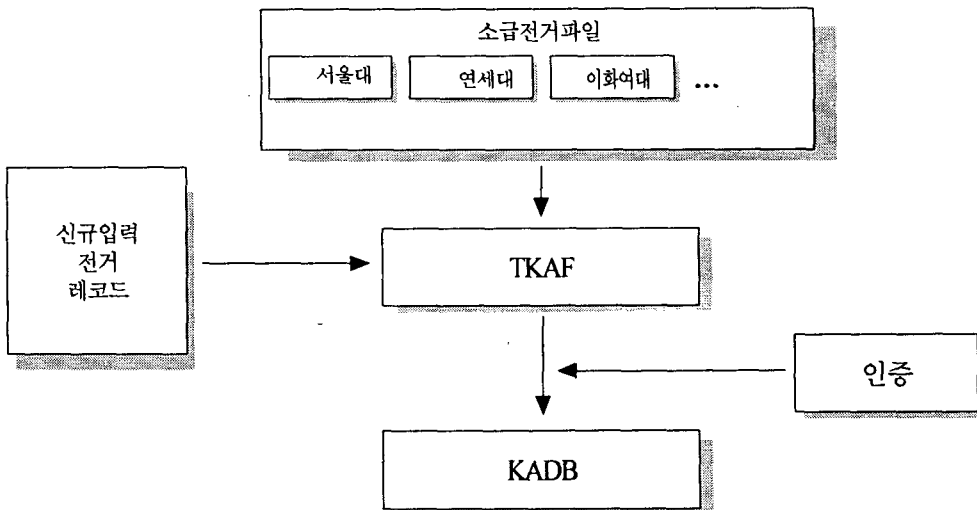 소급전거파일
서울대
연세대
이화여대
...
신규입력
전거
레코드
TKAF
인증
KADB